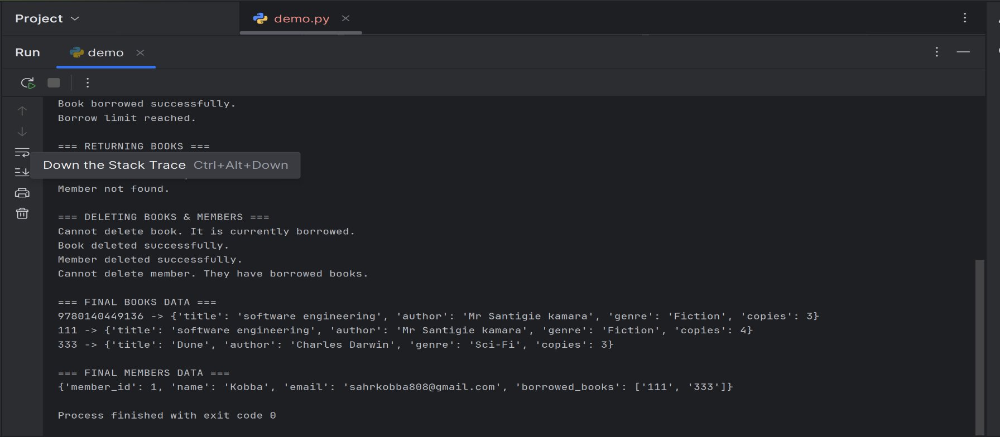 Project
demo.py
Run
demo
Book borrowed successfully.
Borrow limit reached.
=== RETURNING BOOKS ===
Down the Stack Trace Ctrl+Alt+Down
Member not found.
=== DELETING BOOKS & MEMBERS ===
Cannot delete book. It is currently borrowed.
Book deleted successfully.
Member deleted successfully.
Cannot delete member. They have borrowed books.
=== FINAL BOOKS DATA ===
9780140449136 -> {'title': 'software engineering', 'author': 'Mr Santigie kamara', 'genre': 'Fiction', 'copies': 3}
111 -> {'title': 'software engineering', 'author': 'Mr Santigie kamara', 'genre': 'Fiction', 'copies': 4}
333 -> {'title': 'Dune', 'author': 'Charles Darwin', 'genre': 'Sci-Fi', 'copies': 3}
=== FINAL MEMBERS DATA ===
{'member_id': 1, 'name': 'Kobba', 'email': 'sahrkobba808@gmail.com', 'borrowed_books': ['111', '333']}
Process finished with exit code 0